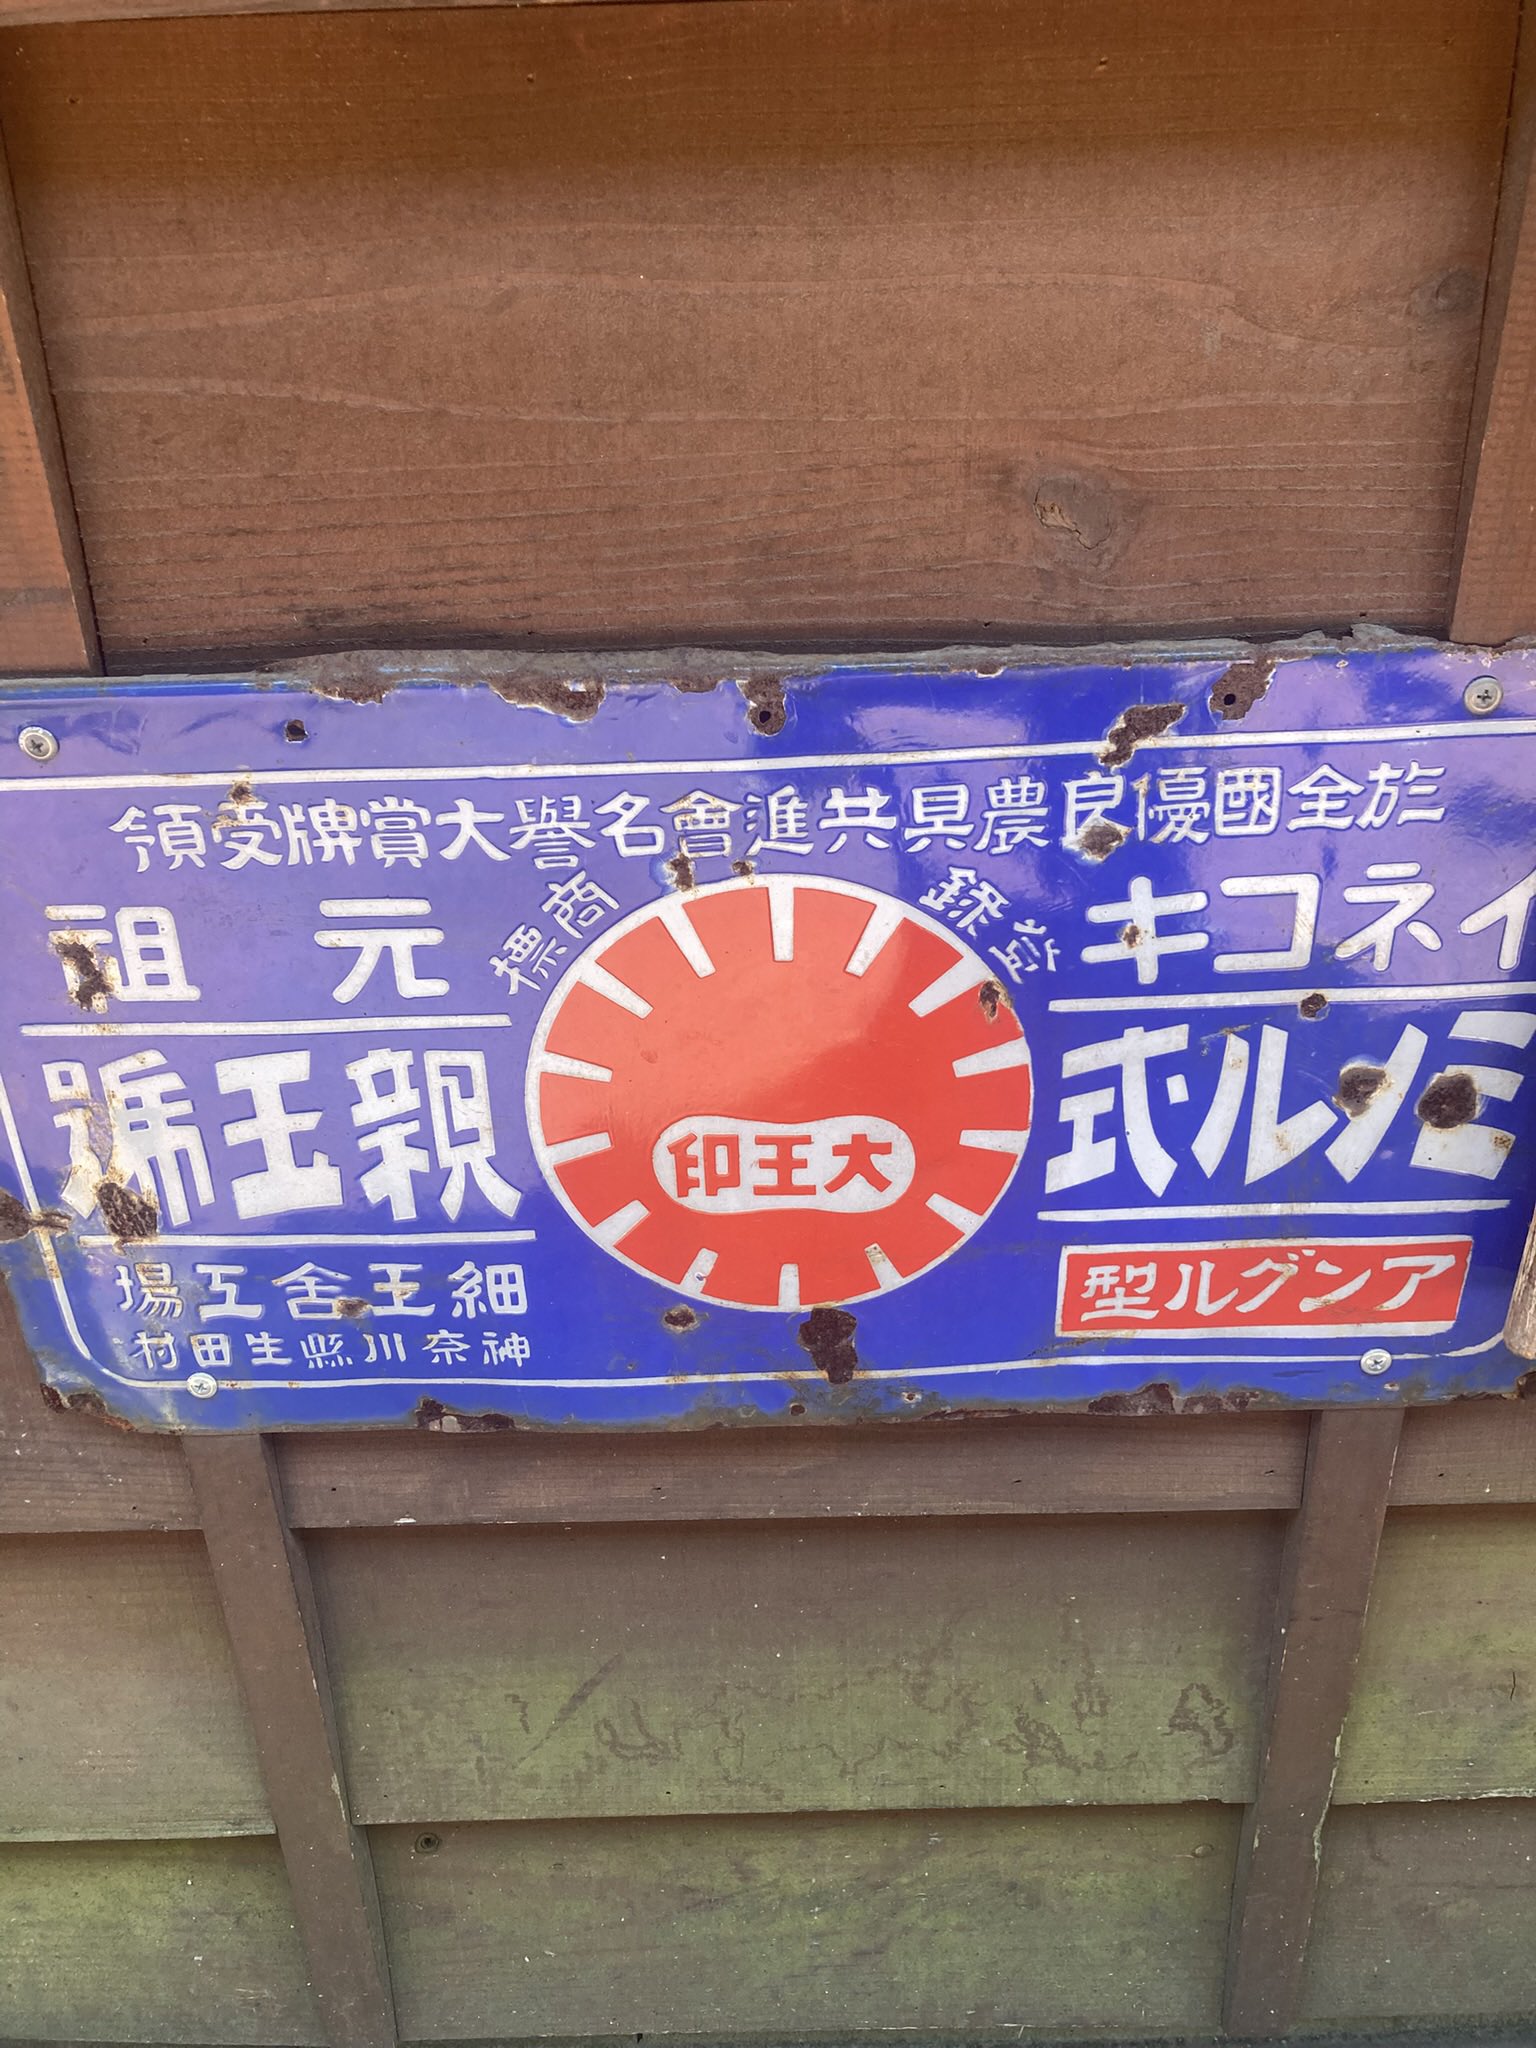 於全國優良農具共進會名譽大賞牌受領
登録商標
イネコキ
ミノル式
アングル型
大王印
元祖
親玉號
細王舎工場
神奈川縣生田村